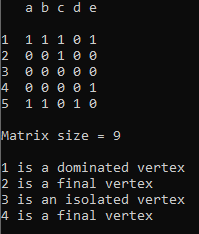 a b c d e
1 1 1 1 0 1
2 0 0 1 0 0
3 0 0 0 0 0
4 0 0 0 0 1
5 1 1 0 1 0
Matrix size = 9
1 is a dominated vertex
2 is a final vertex
3 is an isolated vertex
4 is a final vertex